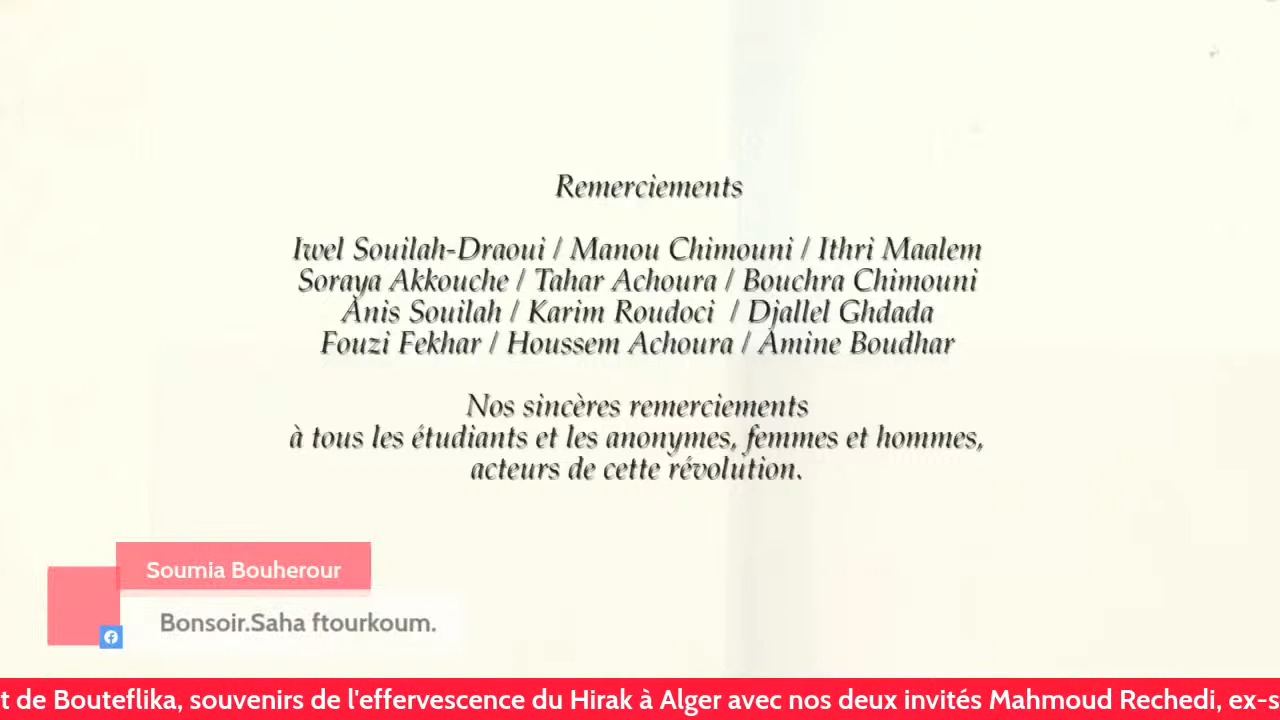 Remerciements
Iwel Souilah-Draoui / Manou Chimouni / Ithri Maalem
Soraya Akkouche / Tahar Achoura / Bouchra Chimouni
Anis Souilah / Karim Roudoci / Djallel Ghdada
Fouzi Fekhar / Houssem Achoura / Amine Boudhar
Nos sincères remerciements
à tous les étudiants et les anonymes, femmes et hommes,
acteurs de cette révolution.
Soumia Bouherour
Bonsoir.Saha ftourkoum.
t de Bouteflika, souvenirs de l'effervescence du Hirak à Alger avec nos deux invités Mahmoud Rechedi, ex-s